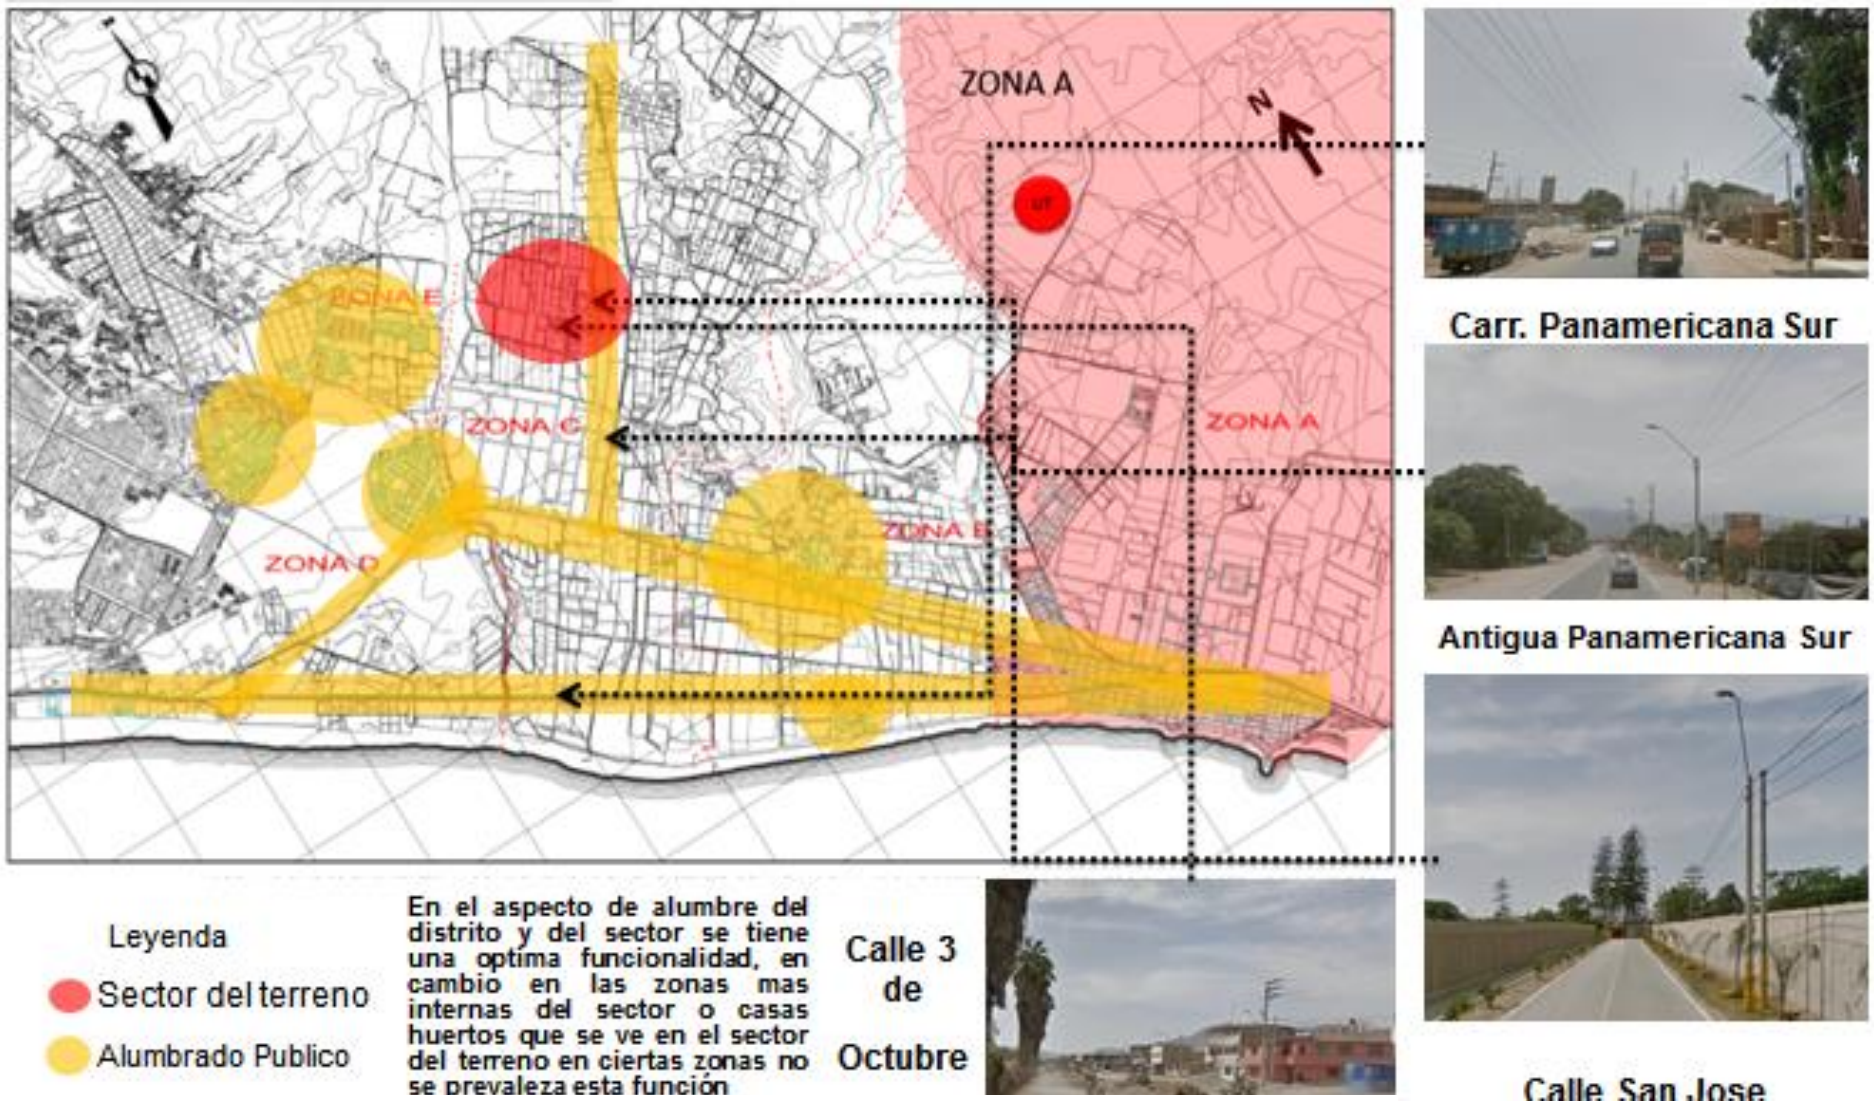 ZONA A
N
UT
ZONA E
ZONA C
ZONA A
ZONA B
ZONA D
Carr. Panamericana Sur
Antigua Panamericana Sur
Calle San Jose
Leyenda
Sector del terreno
Alumbrado Publico
En el aspecto de alumbre del
distrito y del sector se tiene
una optima funcionalidad, en
cambio en las zonas mas
internas del sector o casas
huertos que se ve en el sector
del terreno en ciertas zonas no
se prevaleza esta función
Calle 3
de
Octubre